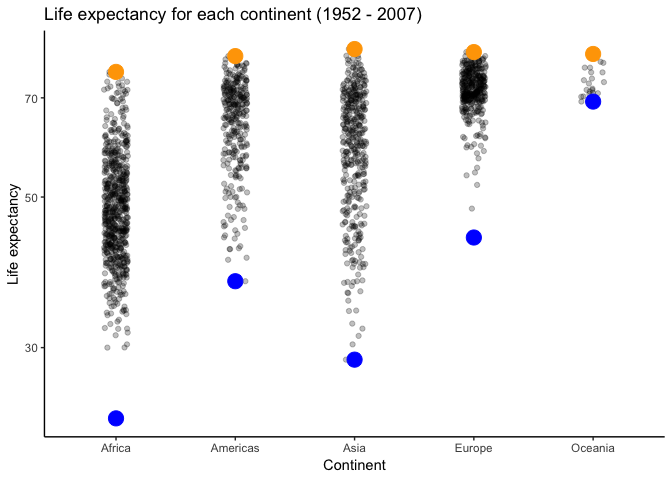 Life expectancy for each continent (1952 - 2007)
70
50
30
Life expectancy
Africa Americas Asia Europe Oceania
Continent